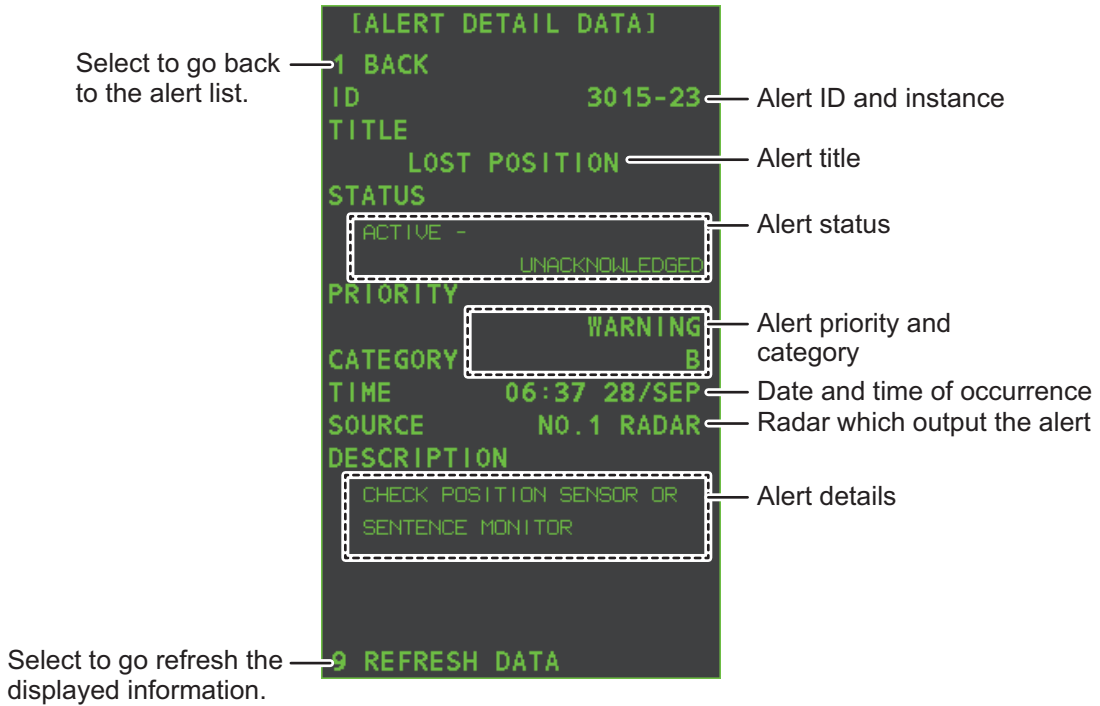 [ALERT DETAIL DATA]
Select to go back
to the alert list.
1 BACK
ID 3015-23
Alert ID and instance
TITLE
LOST POSITION
Alert title
STATUS
ACTIVE -
UNACKNOWLEDGED
Alert status
PRIORITY
WARNING
CATEGORY B
Alert priority and
category
TIME 06:37 28/SEP
Date and time of occurrence
SOURCE NO.1 RADAR
Radar which output the alert
DESCRIPTION
CHECK POSITION SENSOR OR
SENTENCE MONITOR
Alert details
Select to go refresh the
displayed information.
9 REFRESH DATA